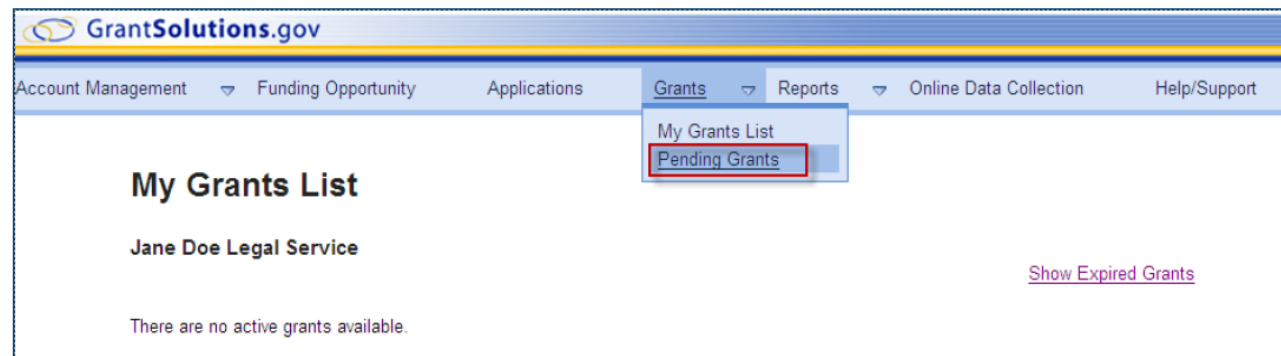 GrantSolutions.gov
Account Management Funding Opportunity Applications Grants Reports Online Data Collection Help/Support
My Grants List
Pending Grants
My Grants List
Jane Doe Legal Service
Show Expired Grants
There are no active grants available.